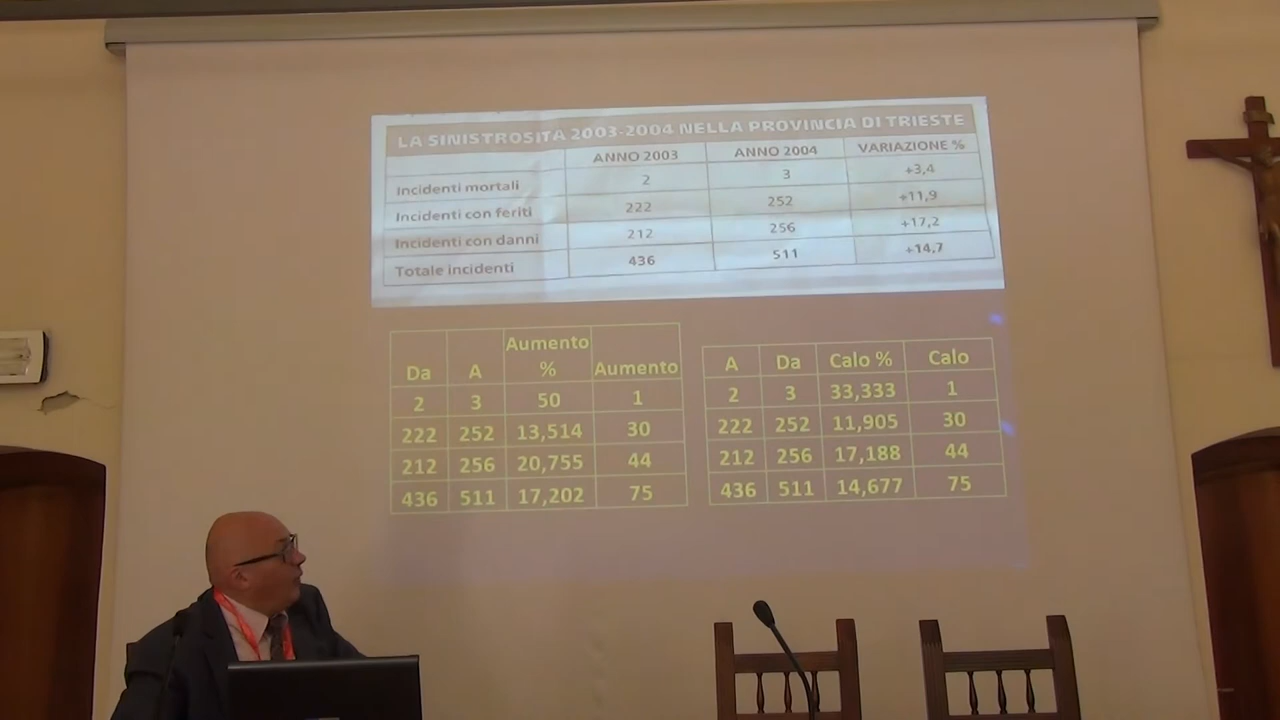 LA SINISTROSITÀ 2003-2004 NELLA PROVINCIA DI TRIESTE
ANNO 2003 ANNO 2004 VARIAZIONE %
Incidenti mortali 2 3 +3,4
Incidenti con feriti 222 252 +11,9
Incidenti con danni 212 256 +17,2
Totale incidenti 436 511 +14,7
Da A Aumento % Aumento
2 3 50 1
222 252 13,514 30
212 256 20,755 44
436 511 17,202 75
A Da Calo % Calo
2 3 33,333 1
222 252 11,905 30
212 256 17,188 44
436 511 14,677 75